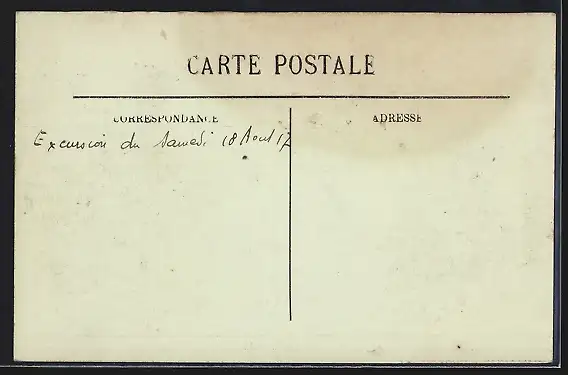 CARTE POSTALE
CORRESPONDANCE
ADRESSE
Excursion du Samedi 18 Aout 17